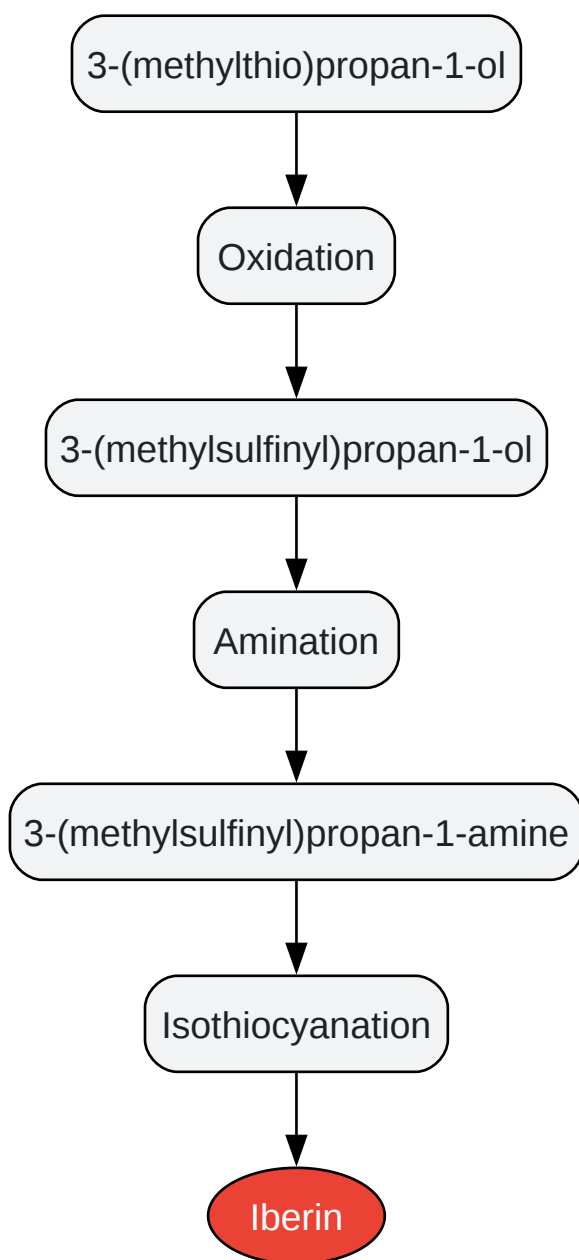 3-(methylthio)propan-1-ol
Oxidation
3-(methylsulfinyl)propan-1-ol
Amination
3-(methylsulfinyl)propan-1-amine
Isothiocyanation
Iberin